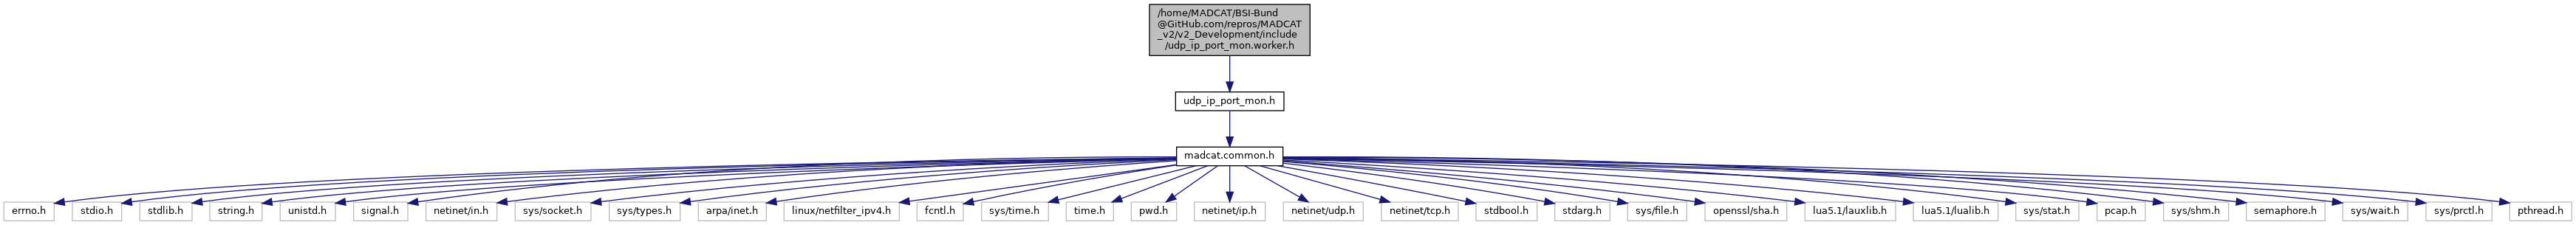 /home/MADCAT/BSI-Bund
@GitHub.com/repros/MADCAT
_v2/v2_Development/include
/udp_ip_port_mon.worker.h
udp_ip_port_mon.h
madcat.common.h
errno.h
stdio.h
stdlib.h
string.h
unistd.h
signal.h
netinet/in.h
sys/socket.h
sys/types.h
arpa/inet.h
linux/netfilter_ipv4.h
fcntl.h
sys/time.h
time.h
pwd.h
netinet/ip.h
netinet/udp.h
netinet/tcp.h
stdbool.h
stdarg.h
sys/file.h
openssl/sha.h
lua5.1/lauxlib.h
lua5.1/lualib.h
sys/stat.h
pcap.h
sys/shm.h
semaphore.h
sys/wait.h
sys/prctl.h
pthread.h